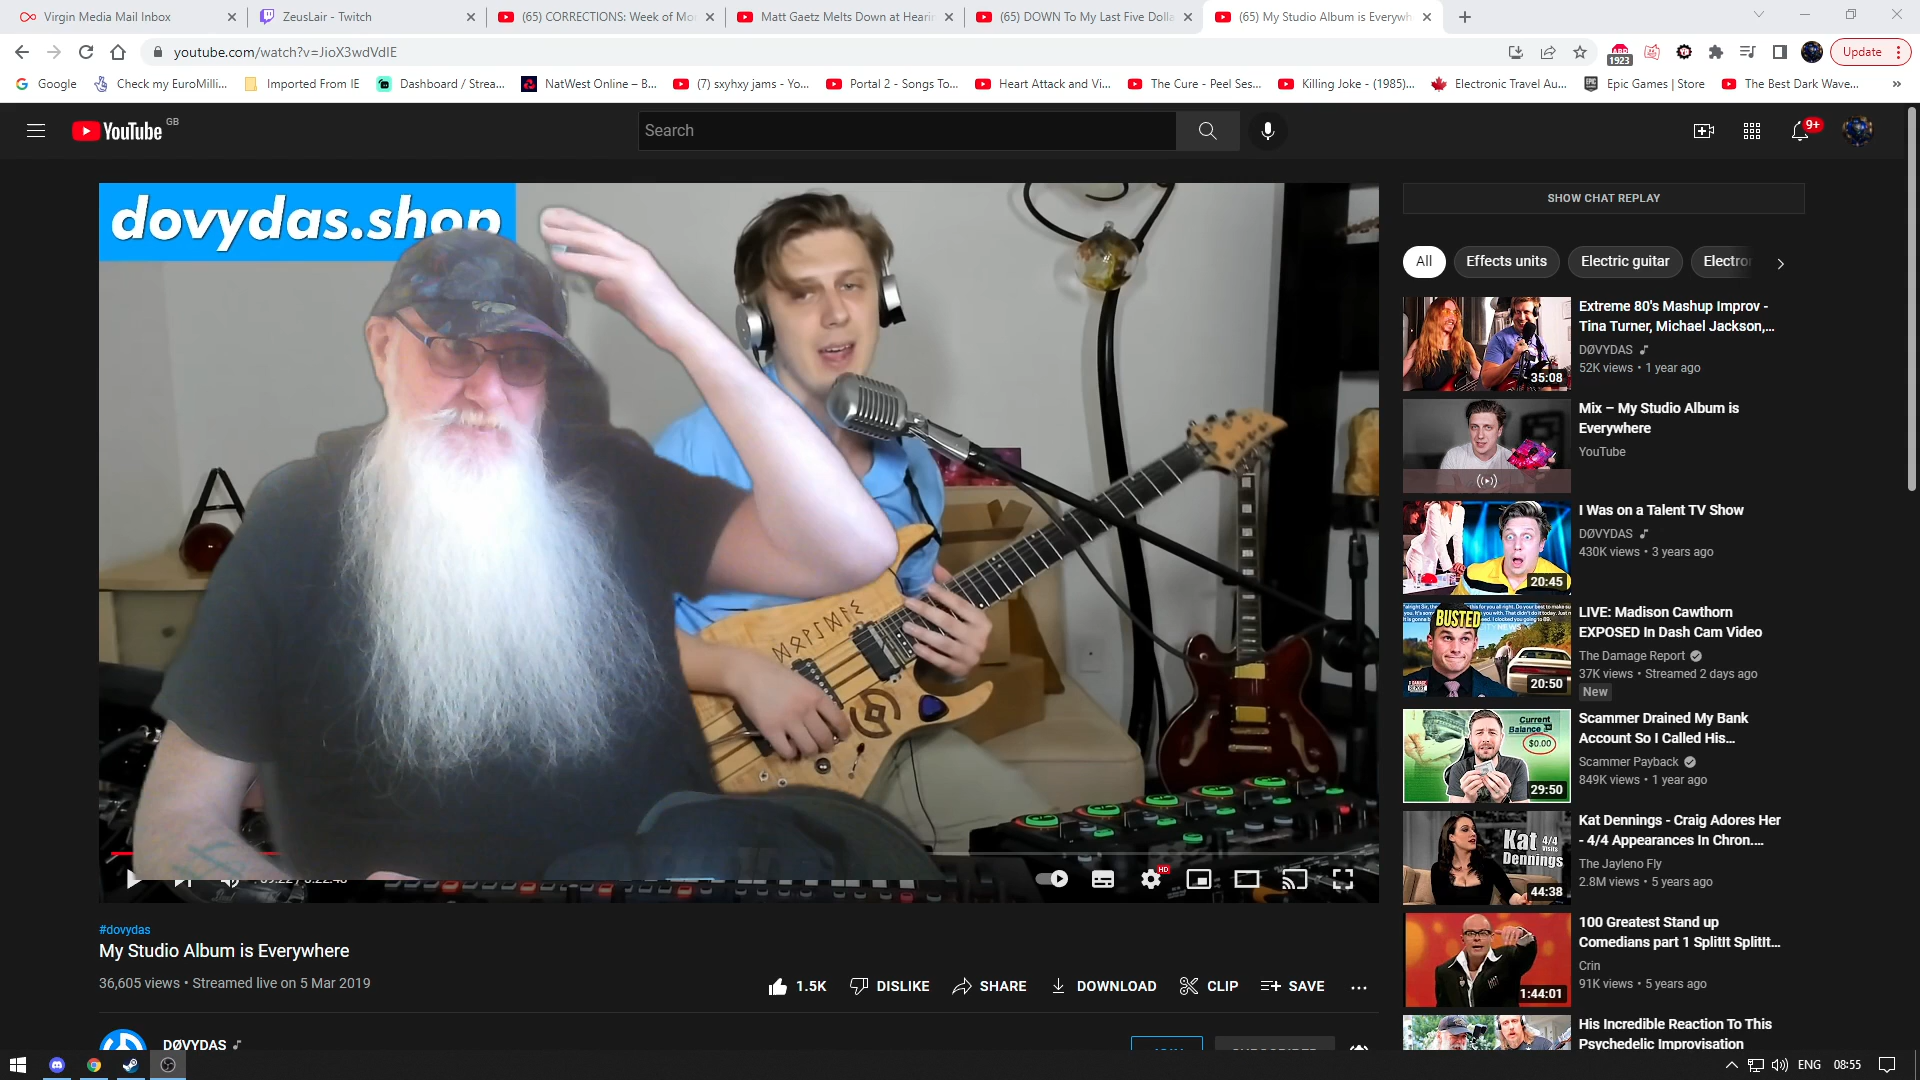 Virgin Media Mail Inbox
ZeusLair - Twitch
(65) CORRECTIONS: Week of Mo
Matt Gaetz Melts Down at Hearin
(65) DOWN To My Last Five Dolla
(65) My Studio Album is Everywh
youtube.com/watch?v=JioX3wdVdIE
1923
Update
Google
Check my EuroMilli...
Imported From IE
Dashboard / Strea...
NatWest Online – B...
(7) sxyhxy jams - Yo...
Portal 2 - Songs To...
Heart Attack and Vi...
The Cure - Peel Ses...
Killing Joke - (1985)...
Electronic Travel Au...
Epic Games | Store
The Best Dark Wave...
YouTube GB
Search
9+
dovydas.shop
SHOW CHAT REPLAY
All
Effects units
Electric guitar
Electro
Extreme 80's Mashup Improv -
Tina Turner, Michael Jackson,...
DØVYDAS
52K views • 1 year ago
35:08
Mix – My Studio Album is
Everywhere
YouTube
I Was on a Talent TV Show
DØVYDAS
430K views • 3 years ago
20:45
BUSTED
LIVE: Madison Cawthorn
EXPOSED In Dash Cam Video
The Damage Report
37K views • Streamed 2 days ago
New
20:50
Current
Balance
$0.00
Scammer Drained My Bank
Account So I Called His...
Scammer Payback
849K views • 1 year ago
29:50
Kat 4/4
Visits
Dennings
Kat Dennings - Craig Adores Her
- 4/4 Appearances In Chron....
The Jayleno Fly
2.8M views • 5 years ago
44:38
100 Greatest Stand up
Comedians part 1 SplitIt SplitIt...
Crin
91K views • 5 years ago
1:44:01
His Incredible Reaction To This
Psychedelic Improvisation
HD
#dovydas
My Studio Album is Everywhere
36,605 views • Streamed live on 5 Mar 2019
1.5K
DISLIKE
SHARE
DOWNLOAD
CLIP
SAVE
DØVYDAS
ENG
08:55